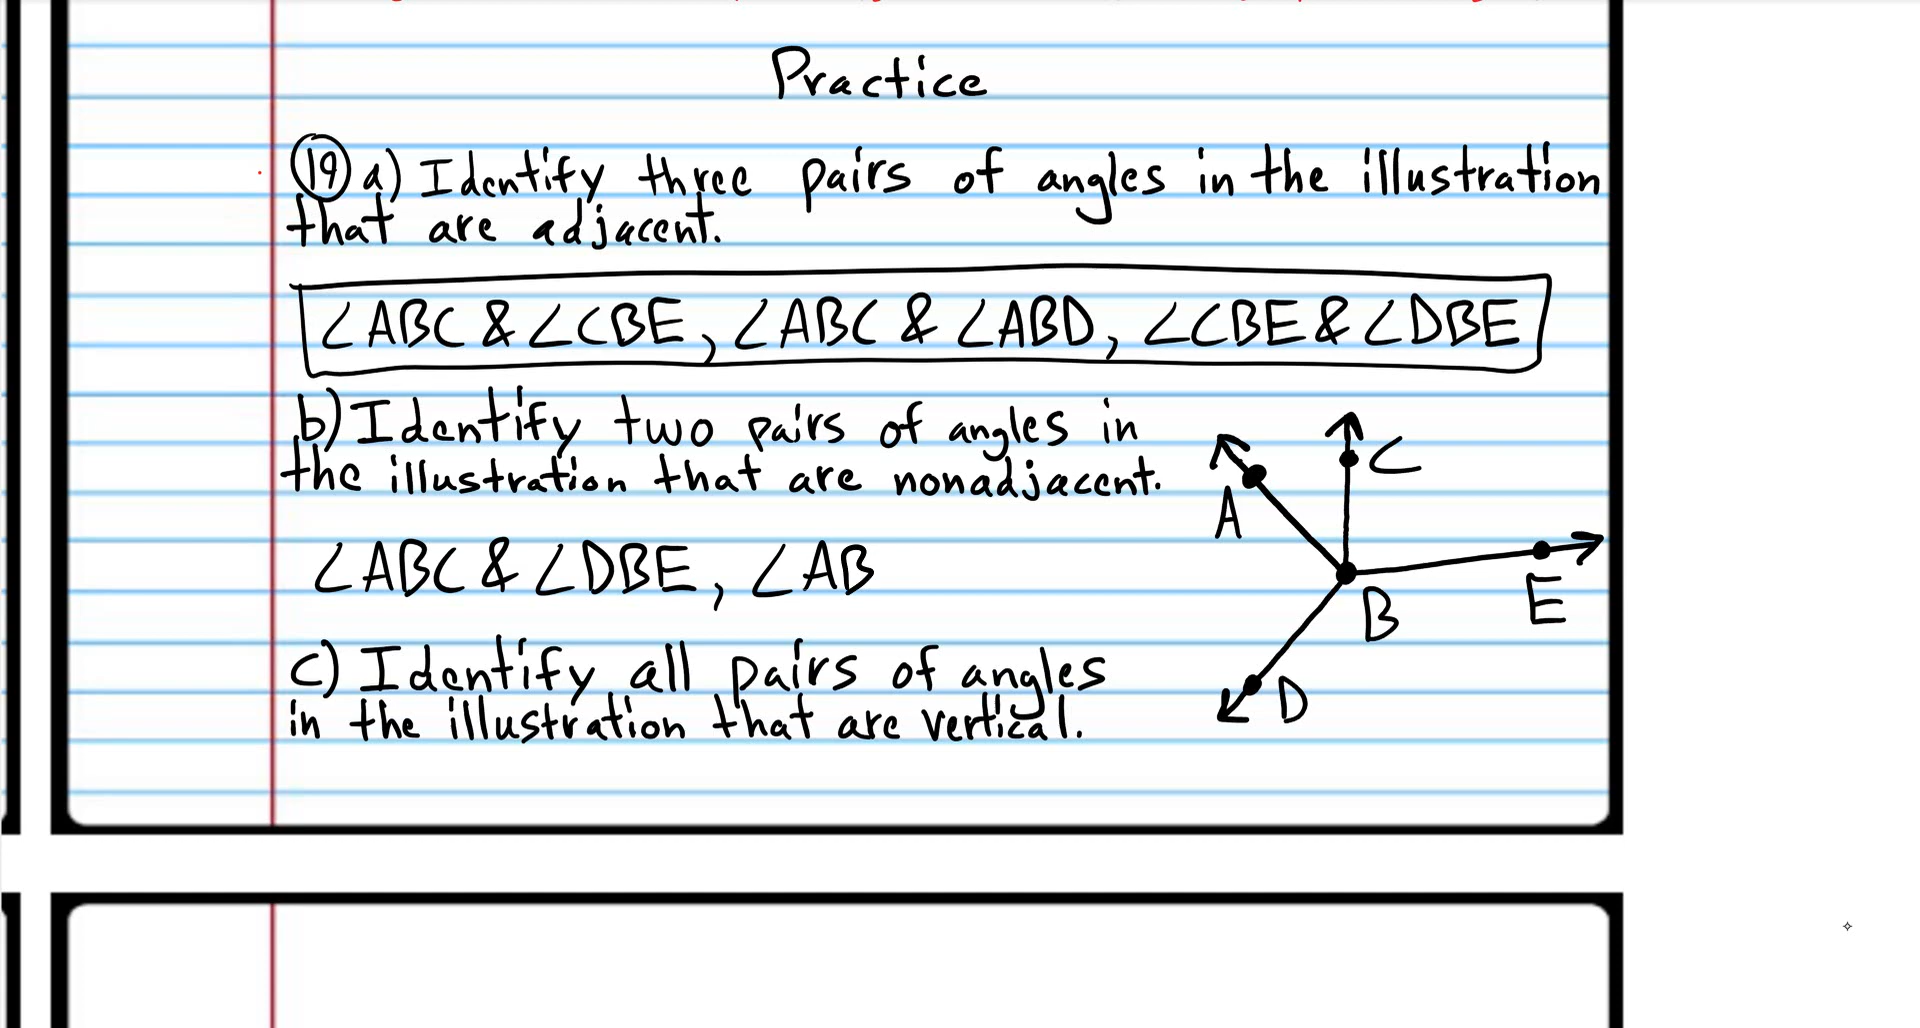 Practice
19 a) Identify three pairs of angles in the illustration
that are adjacent.
∠ABC & ∠CBE, ∠ABC & ∠ABD, ∠CBE & ∠DBE
b) Identify two pairs of angles in
the illustration that are nonadjacent.
∠ABC & ∠DBE, ∠AB
c) Identify all pairs of angles
in the illustration that are vertical.
C
A
E
B
D